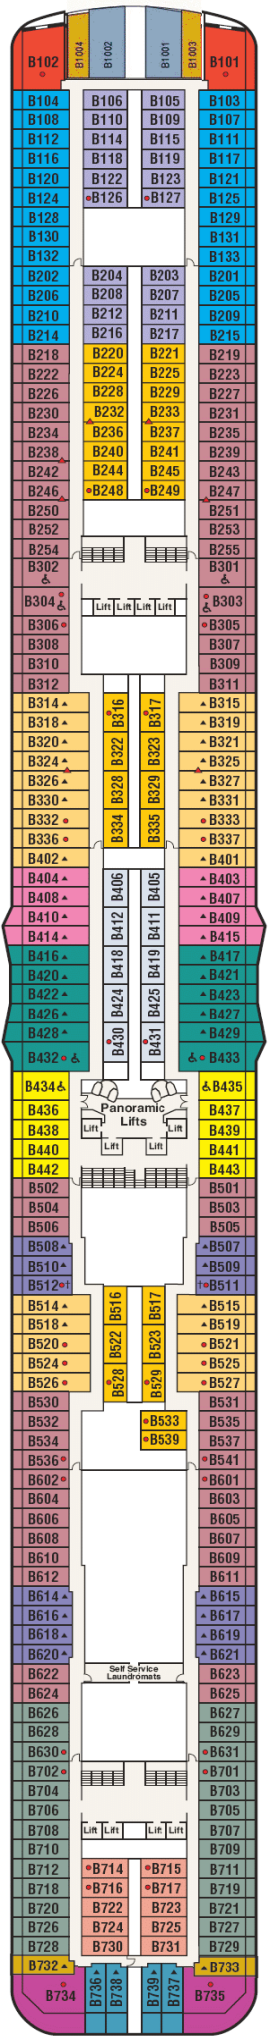 B102 B1004 B1002 B1001 B1003 B101
B104 B106 B105 B103
B108 B110 B109 B107
B112 B114 B115 B111
B116 B118 B119 B117
B120 B122 B123 B121
B124 B126 B127 B125
B128 B129
B130 B131
B132 B133
B202 B204 B203 B201
B206 B208 B207 B205
B210 B212 B211 B209
B214 B216 B217 B215
B218 B220 B221 B219
B222 B224 B225 B223
B226 B228 B229 B227
B230 B232 B233 B231
B234 B236 B237 B235
B238 B240 B241 B239
B242 B244 B245 B243
B246 B248 B249 B247
B250 B251
B252 B253
B254 B255
B302 B301
B304 Lift Lift Lift Lift B303
B306 B305
B308 B307
B310 B309
B312 B311
B314 B316 B317 B315
B318 B319
B320 B322 B323 B321
B324 B325
B326 B328 B329 B327
B330 B331
B332 B334 B335 B333
B336 B337
B402 B401
B404 B406 B405 B403
B408 B407
B410 B412 B411 B409
B414 B415
B416 B418 B419 B417
B420 B421
B422 B424 B425 B423
B426 B427
B428 B430 B431 B429
B432 B433
B434 B435
B436 Panoramic B437
B438 Lift Lifts Lift B439
B440 Lift Lift B441
B442 B443
B502 B501
B504 B503
B506 B505
B508 B507
B510 B509
B512 † † B511
B514 B516 B517 B515
B518 B519
B520 B522 B523 B521
B524 B525
B526 B528 B529 B527
B530 B531
B532 B533 B535
B534 B539 B537
B536 B541
B602 B601
B604 B603
B606 B605
B608 B607
B610 B609
B612 B611
B614 B615
B616 B617
B618 B619
B620 B621
B622 Self Service B623
Laundromats
B624 B625
B626 B627
B628 B629
B630 B631
B702 B701
B704 B703
B706 B705
B708 Lift Lift Lift Lift B707
B710 B709
B712 B714 B715 B711
B718 B716 B717 B719
B720 B722 B723 B721
B726 B724 B725 B727
B728 B730 B731 B729
B732 B733
B734 B736 B738 B739 B737 B735